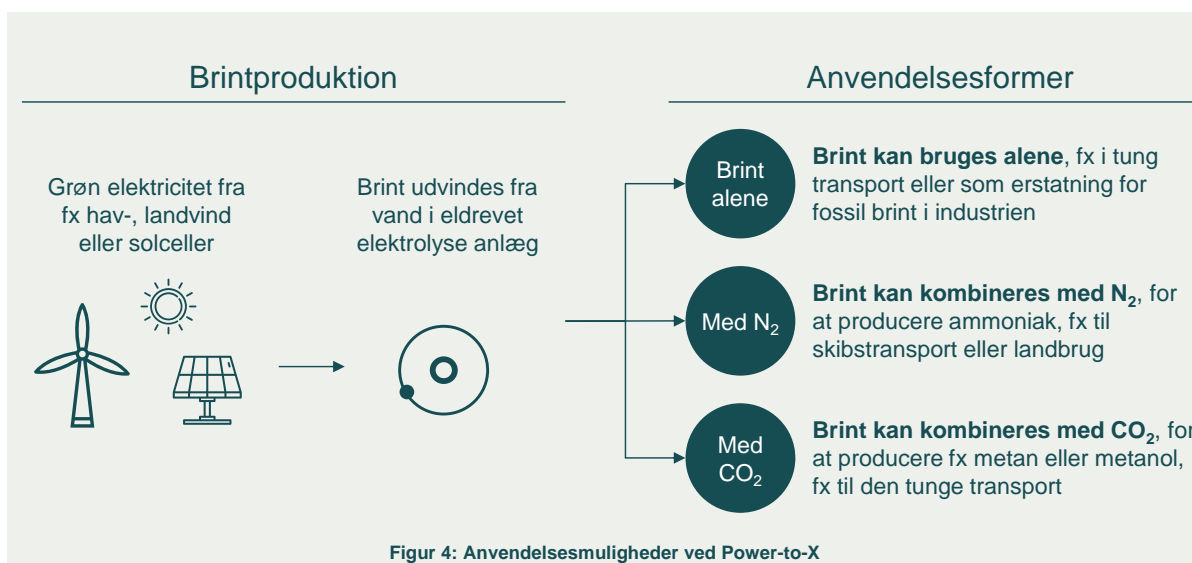 Brintproduktion
Grøn elektricitet fra
fx hav-, landvind
eller solceller
Brint udvindes fra
vand i eldrevet
elektrolyse anlæg
Anvendelsesformer
Brint
alene
Brint kan bruges alene, fx i tung
transport eller som erstatning for
fossil brint i industrien
Med N₂
Brint kan kombineres med N₂, for
at producere ammoniak, fx til
skibstransport eller landbrug
Med
CO₂
Brint kan kombineres med CO₂, for
at producere fx metan eller metanol,
fx til den tunge transport
Figur 4: Anvendelsesmuligheder ved Power-to-X